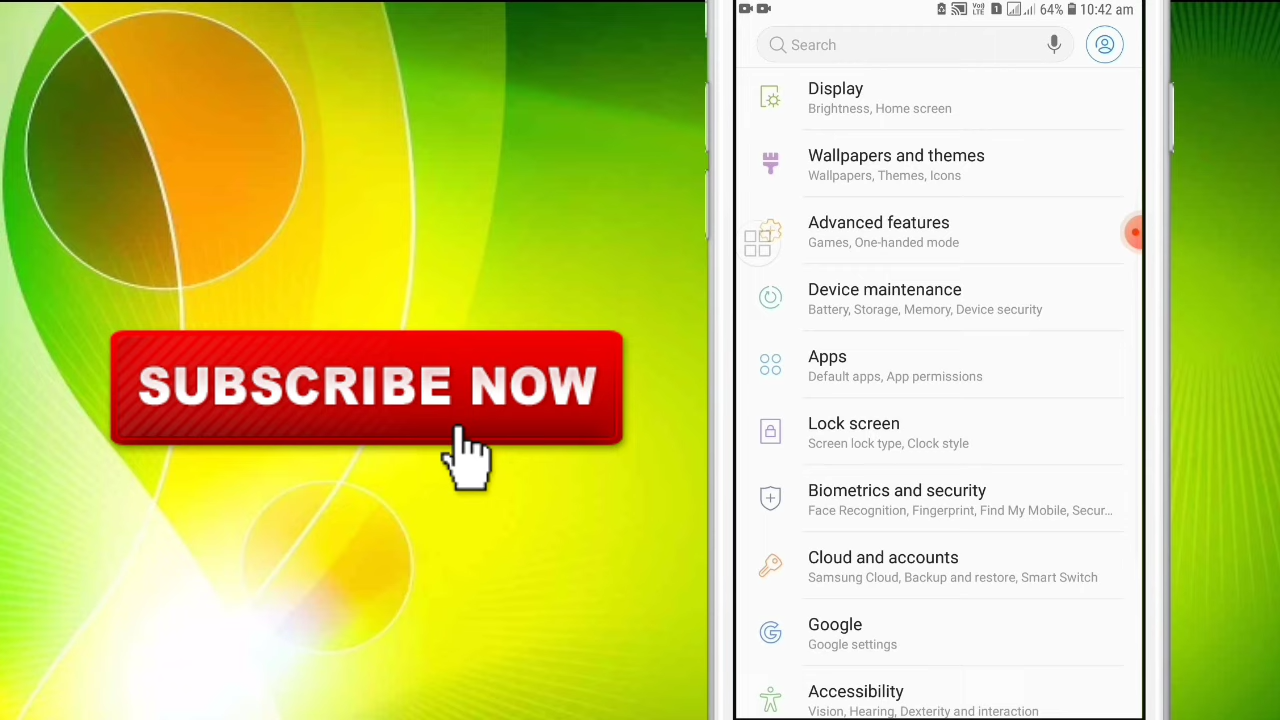 64% 10:42 am
Search
Display
Brightness, Home screen
Wallpapers and themes
Wallpapers, Themes, Icons
Advanced features
Games, One-handed mode
Device maintenance
Battery, Storage, Memory, Device security
Apps
Default apps, App permissions
Lock screen
Screen lock type, Clock style
Biometrics and security
Face Recognition, Fingerprint, Find My Mobile, Secur...
Cloud and accounts
Samsung Cloud, Backup and restore, Smart Switch
Google
Google settings
Accessibility
Vision, Hearing, Dexterity and interaction
SUBSCRIBE NOW